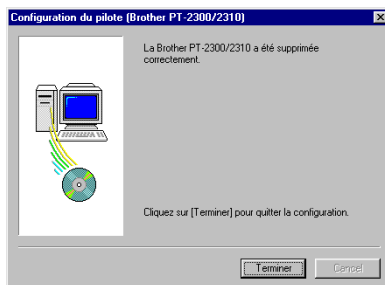 Configuration du pilote (Brother PT-2300/2310)
La Brother PT-2300/2310 a été supprimée
correctement.
Cliquez sur [Terminer] pour quitter la configuration.
Terminer
Cancel